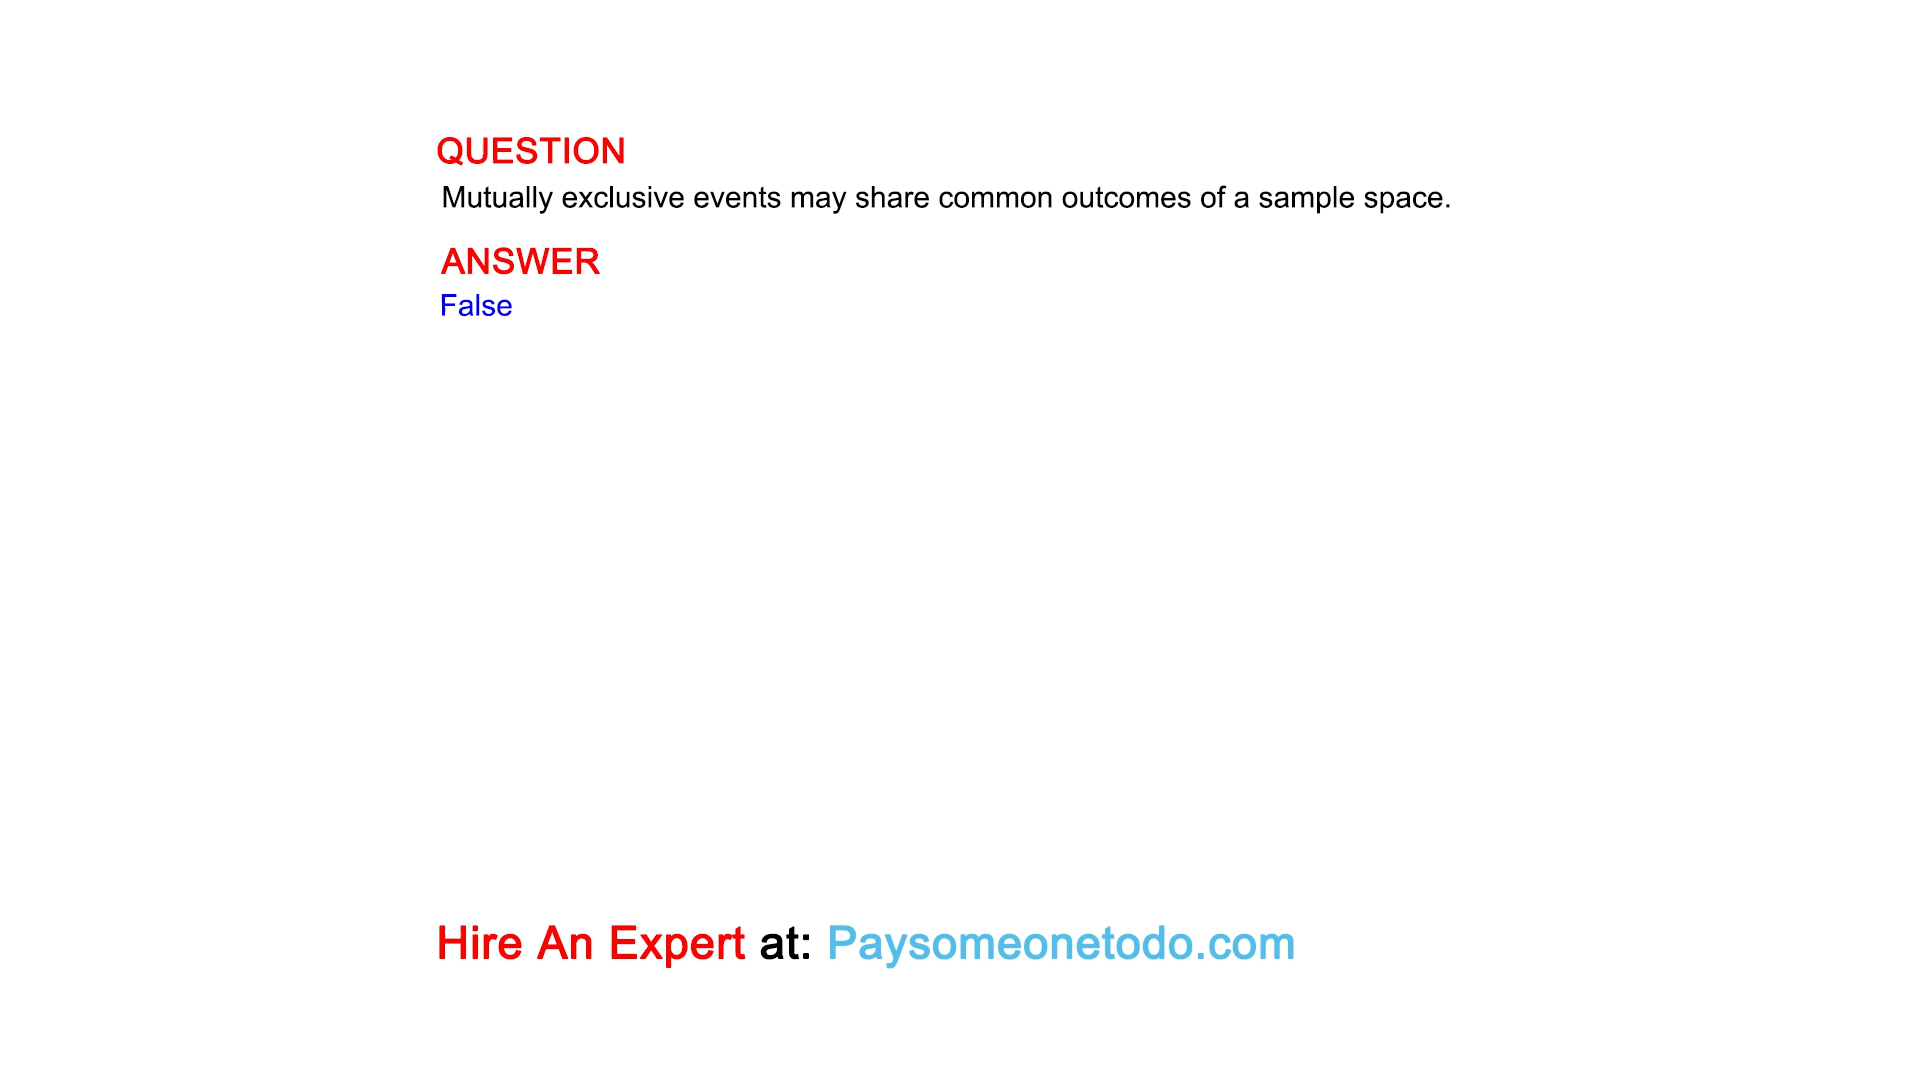 QUESTION
Mutually exclusive events may share common outcomes of a sample space.
ANSWER
False
Hire An Expert at: Paysomeonetodo.com